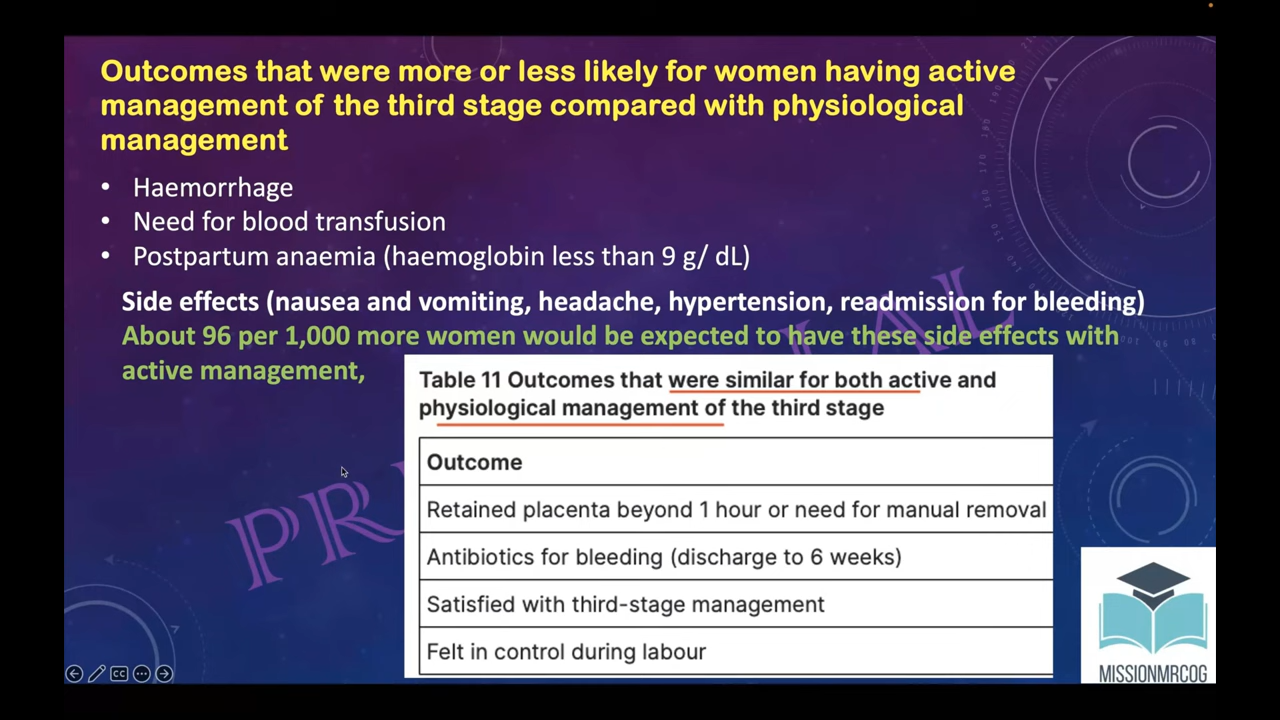 Outcomes that were more or less likely for women having active
management of the third stage compared with physiological
management
• Haemorrhage
• Need for blood transfusion
• Postpartum anaemia (haemoglobin less than 9 g/ dL)
Side effects (nausea and vomiting, headache, hypertension, readmission for bleeding)
About 96 per 1,000 more women would be expected to have these side effects with
active management,
Table 11 Outcomes that were similar for both active and
physiological management of the third stage
Outcome
Retained placenta beyond 1 hour or need for manual removal
Antibiotics for bleeding (discharge to 6 weeks)
Satisfied with third-stage management
Felt in control during labour
CC
MISSIONMRCOG